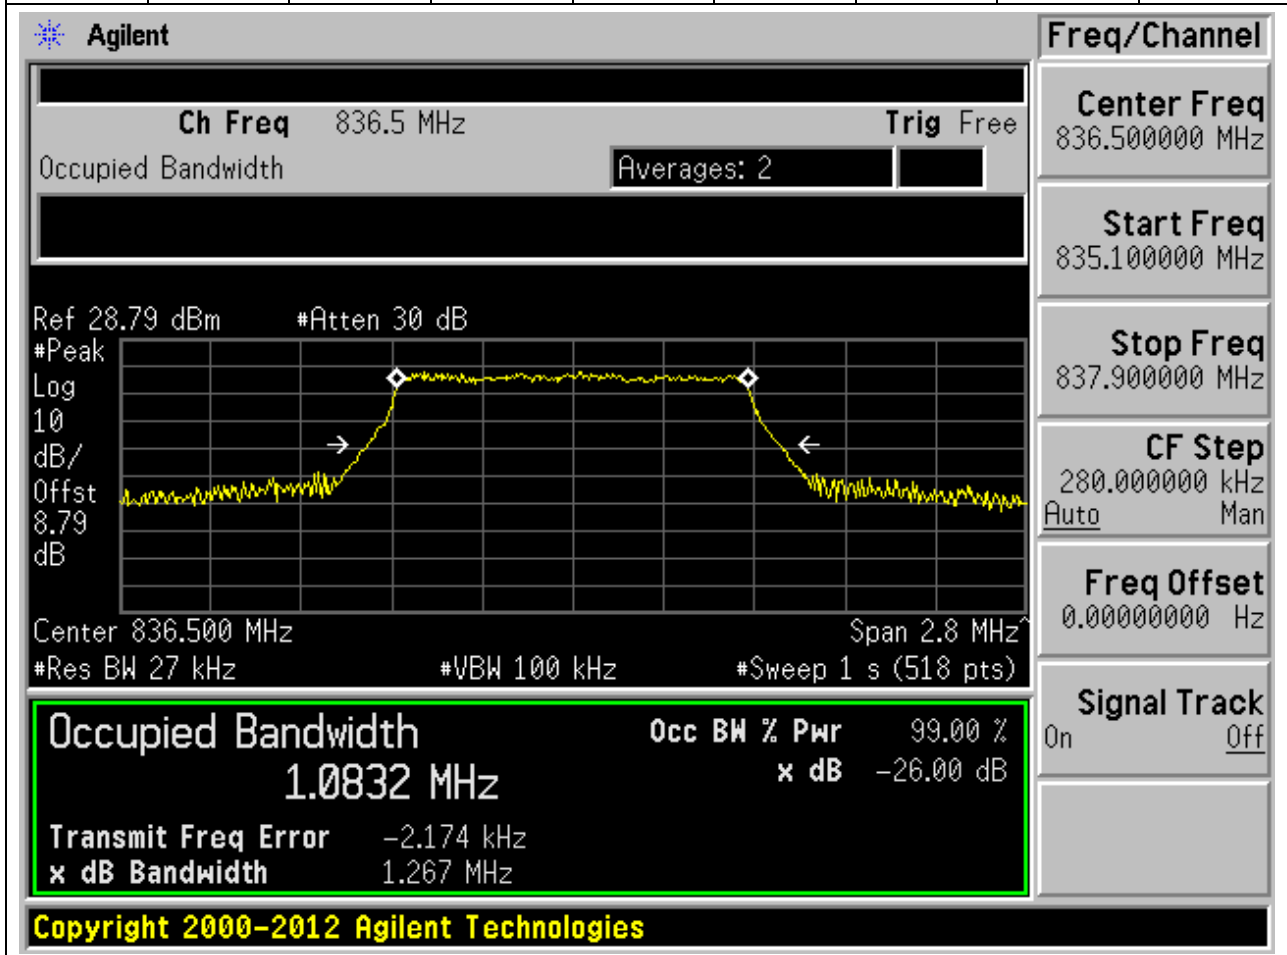 Agilent
Freq/Channel
Ch Freq 836.5 MHz
Trig Free
Occupied Bandwidth
Averages: 2
Center Freq
836.500000 MHz
Start Freq
835.100000 MHz
Stop Freq
837.900000 MHz
CF Step
280.000000 kHz
Auto Man
Freq Offset
0.00000000 Hz
Signal Track
On Off
Ref 28.79 dBm #Atten 30 dB
#Peak
Log
10
dB/
Offst
8.79
dB
Center 836.500 MHz Span 2.8 MHz^
#Res BW 27 kHz #VBW 100 kHz #Sweep 1 s (518 pts)
Occupied Bandwidth
1.0832 MHz
Occ BW % Pwr 99.00 %
x dB -26.00 dB
Transmit Freq Error -2.174 kHz
x dB Bandwidth 1.267 MHz
Copyright 2000-2012 Agilent Technologies